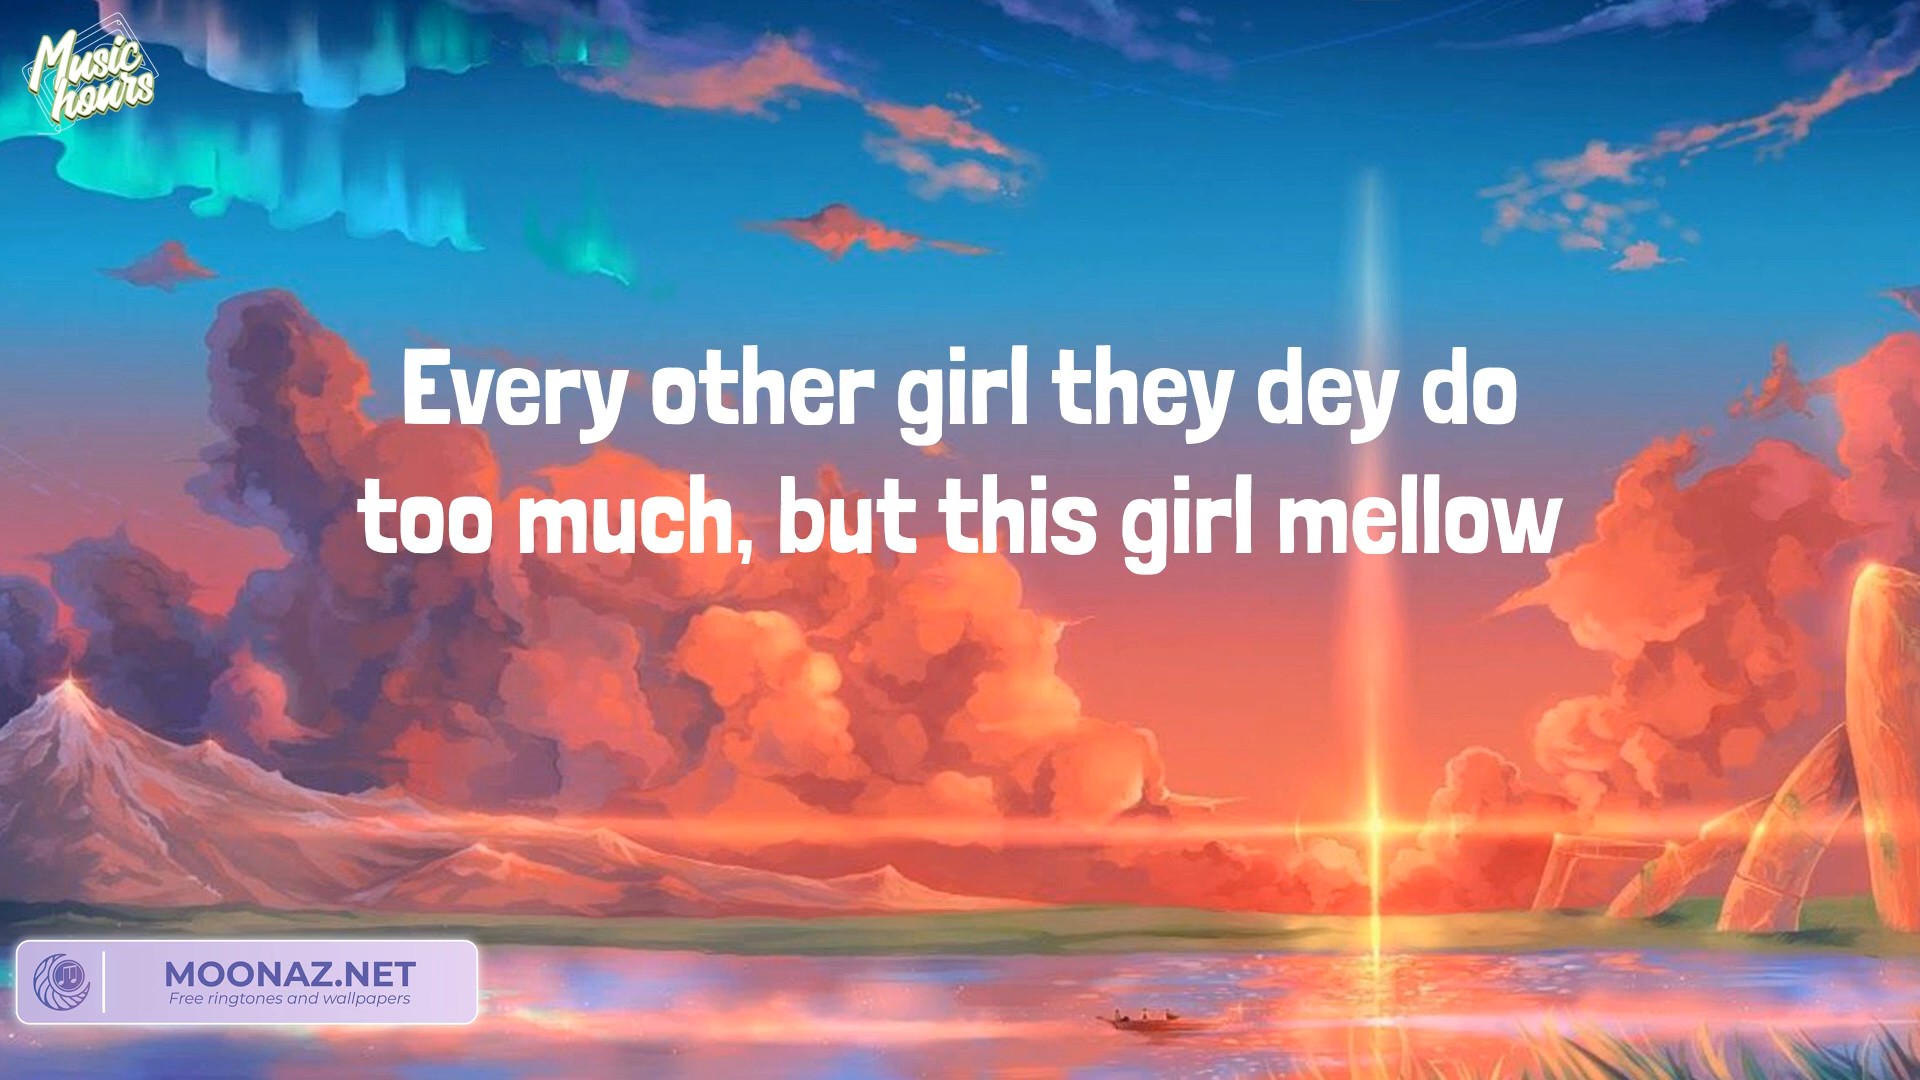 Music
hours
Every other girl they dey do
too much, but this girl mellow
MOONAZ.NET
Free ringtones and wallpapers